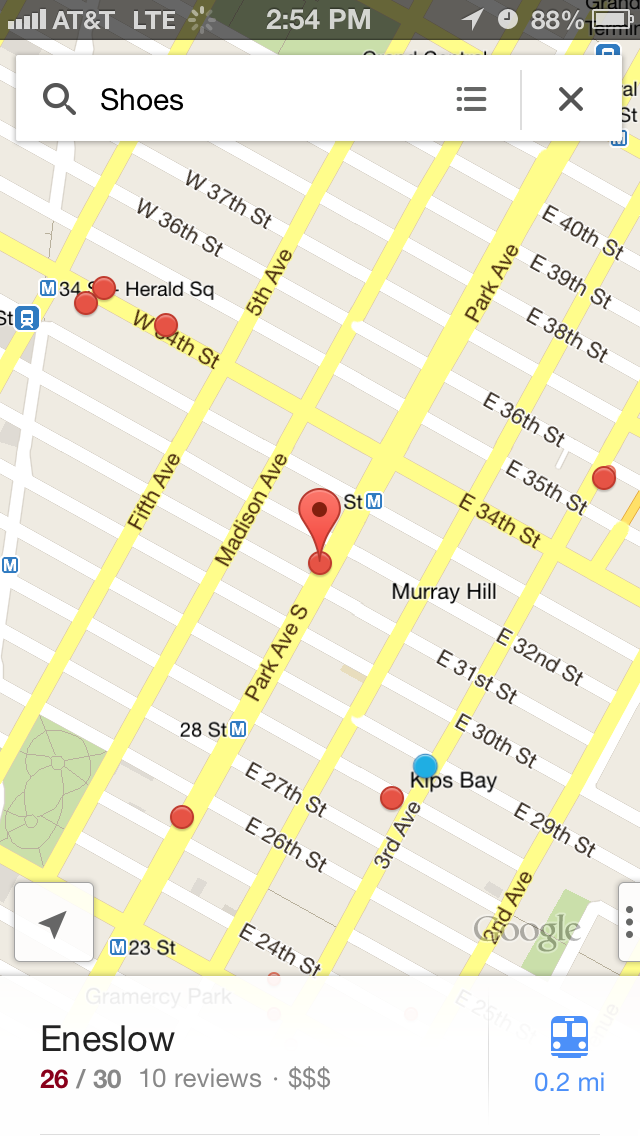 AT&T LTE 2:54 PM 88%
Shoes
W 37th St
W 36th St
E 40th St
E 39th St
E 38th St
5th Ave
Park Ave
34 S - Herald Sq
W 34th St
E 36th St
E 35th St
E 34th St
Fifth Ave
Madison Ave
St
Murray Hill
Park Ave S
E 32nd St
E 31st St
28 St
E 30th St
Kips Bay
E 27th St
E 26th St
E 29th St
3rd Ave
2nd Ave
Google
23 St
E 24th St
Gramercy Park
E 25th St
Eneslow
26 / 30 10 reviews · $$$
0.2 mi